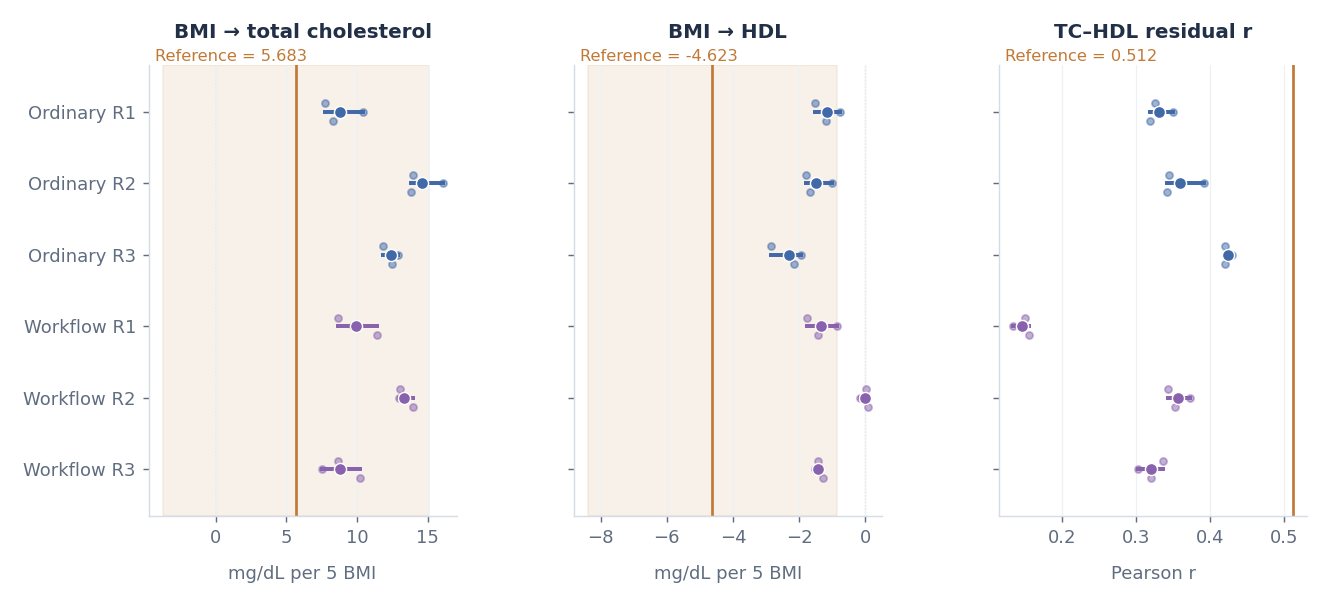 BMI → total cholesterol
BMI → HDL
TC–HDL residual r
Reference = 5.683
Reference = -4.623
Reference = 0.512
Ordinary R1
Ordinary R2
Ordinary R3
Workflow R1
Workflow R2
Workflow R3
0 5 10 15
−8 −6 −4 −2 0
0.2 0.3 0.4 0.5
mg/dL per 5 BMI
mg/dL per 5 BMI
Pearson r